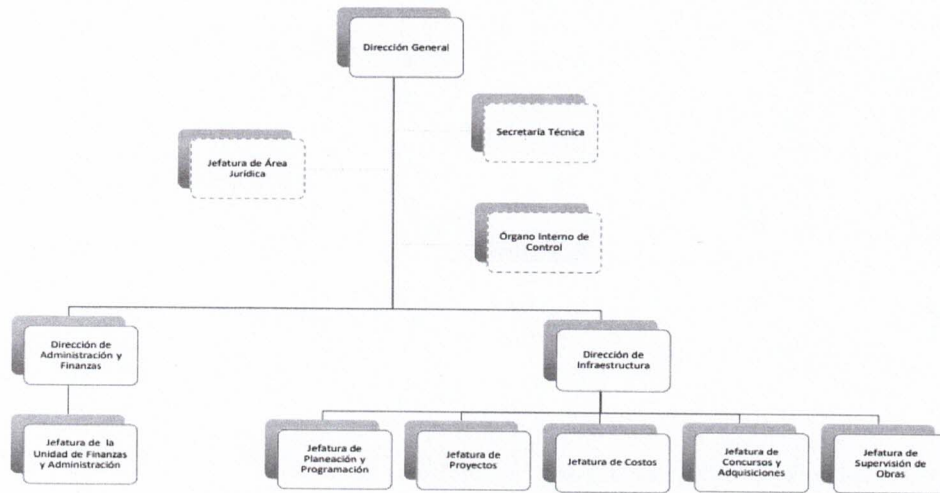 Dirección General
Secretaría Técnica
Jefatura de Área
Jurídica
Órgano Interno de
Control
Dirección de
Administración y
Finanzas
Dirección de
Infraestructura
Jefatura de la
Unidad de Finanzas
y Administración
Jefatura de
Planeación y
Programación
Jefatura de
Proyectos
Jefatura de Costos
Jefatura de
Concursos y
Adquisiciones
Jefatura de
Supervisión de
Obras